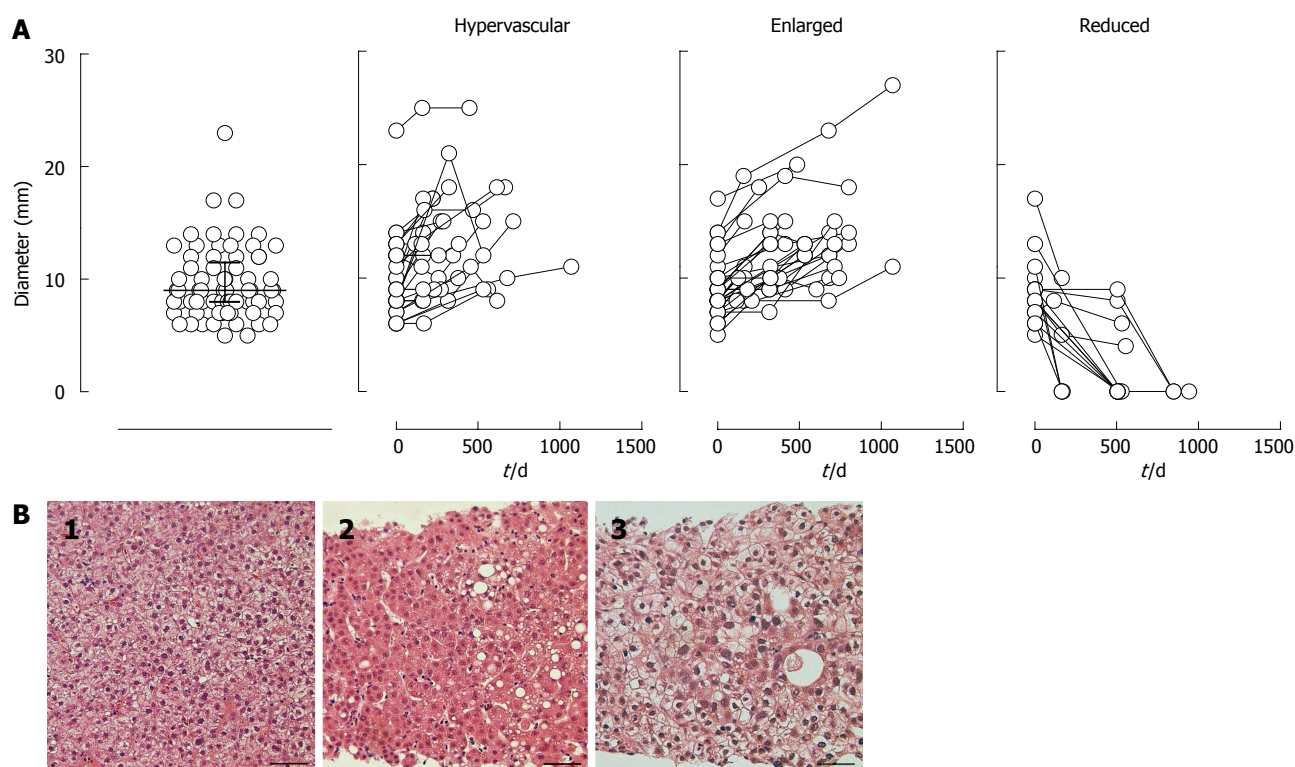 A
Hypervascular Enlarged Reduced
Diameter (mm)
30
20
10
0
0 500 1000 1500 0 500 1000 1500 0 500 1000 1500
t/d t/d t/d
B
1 2 3